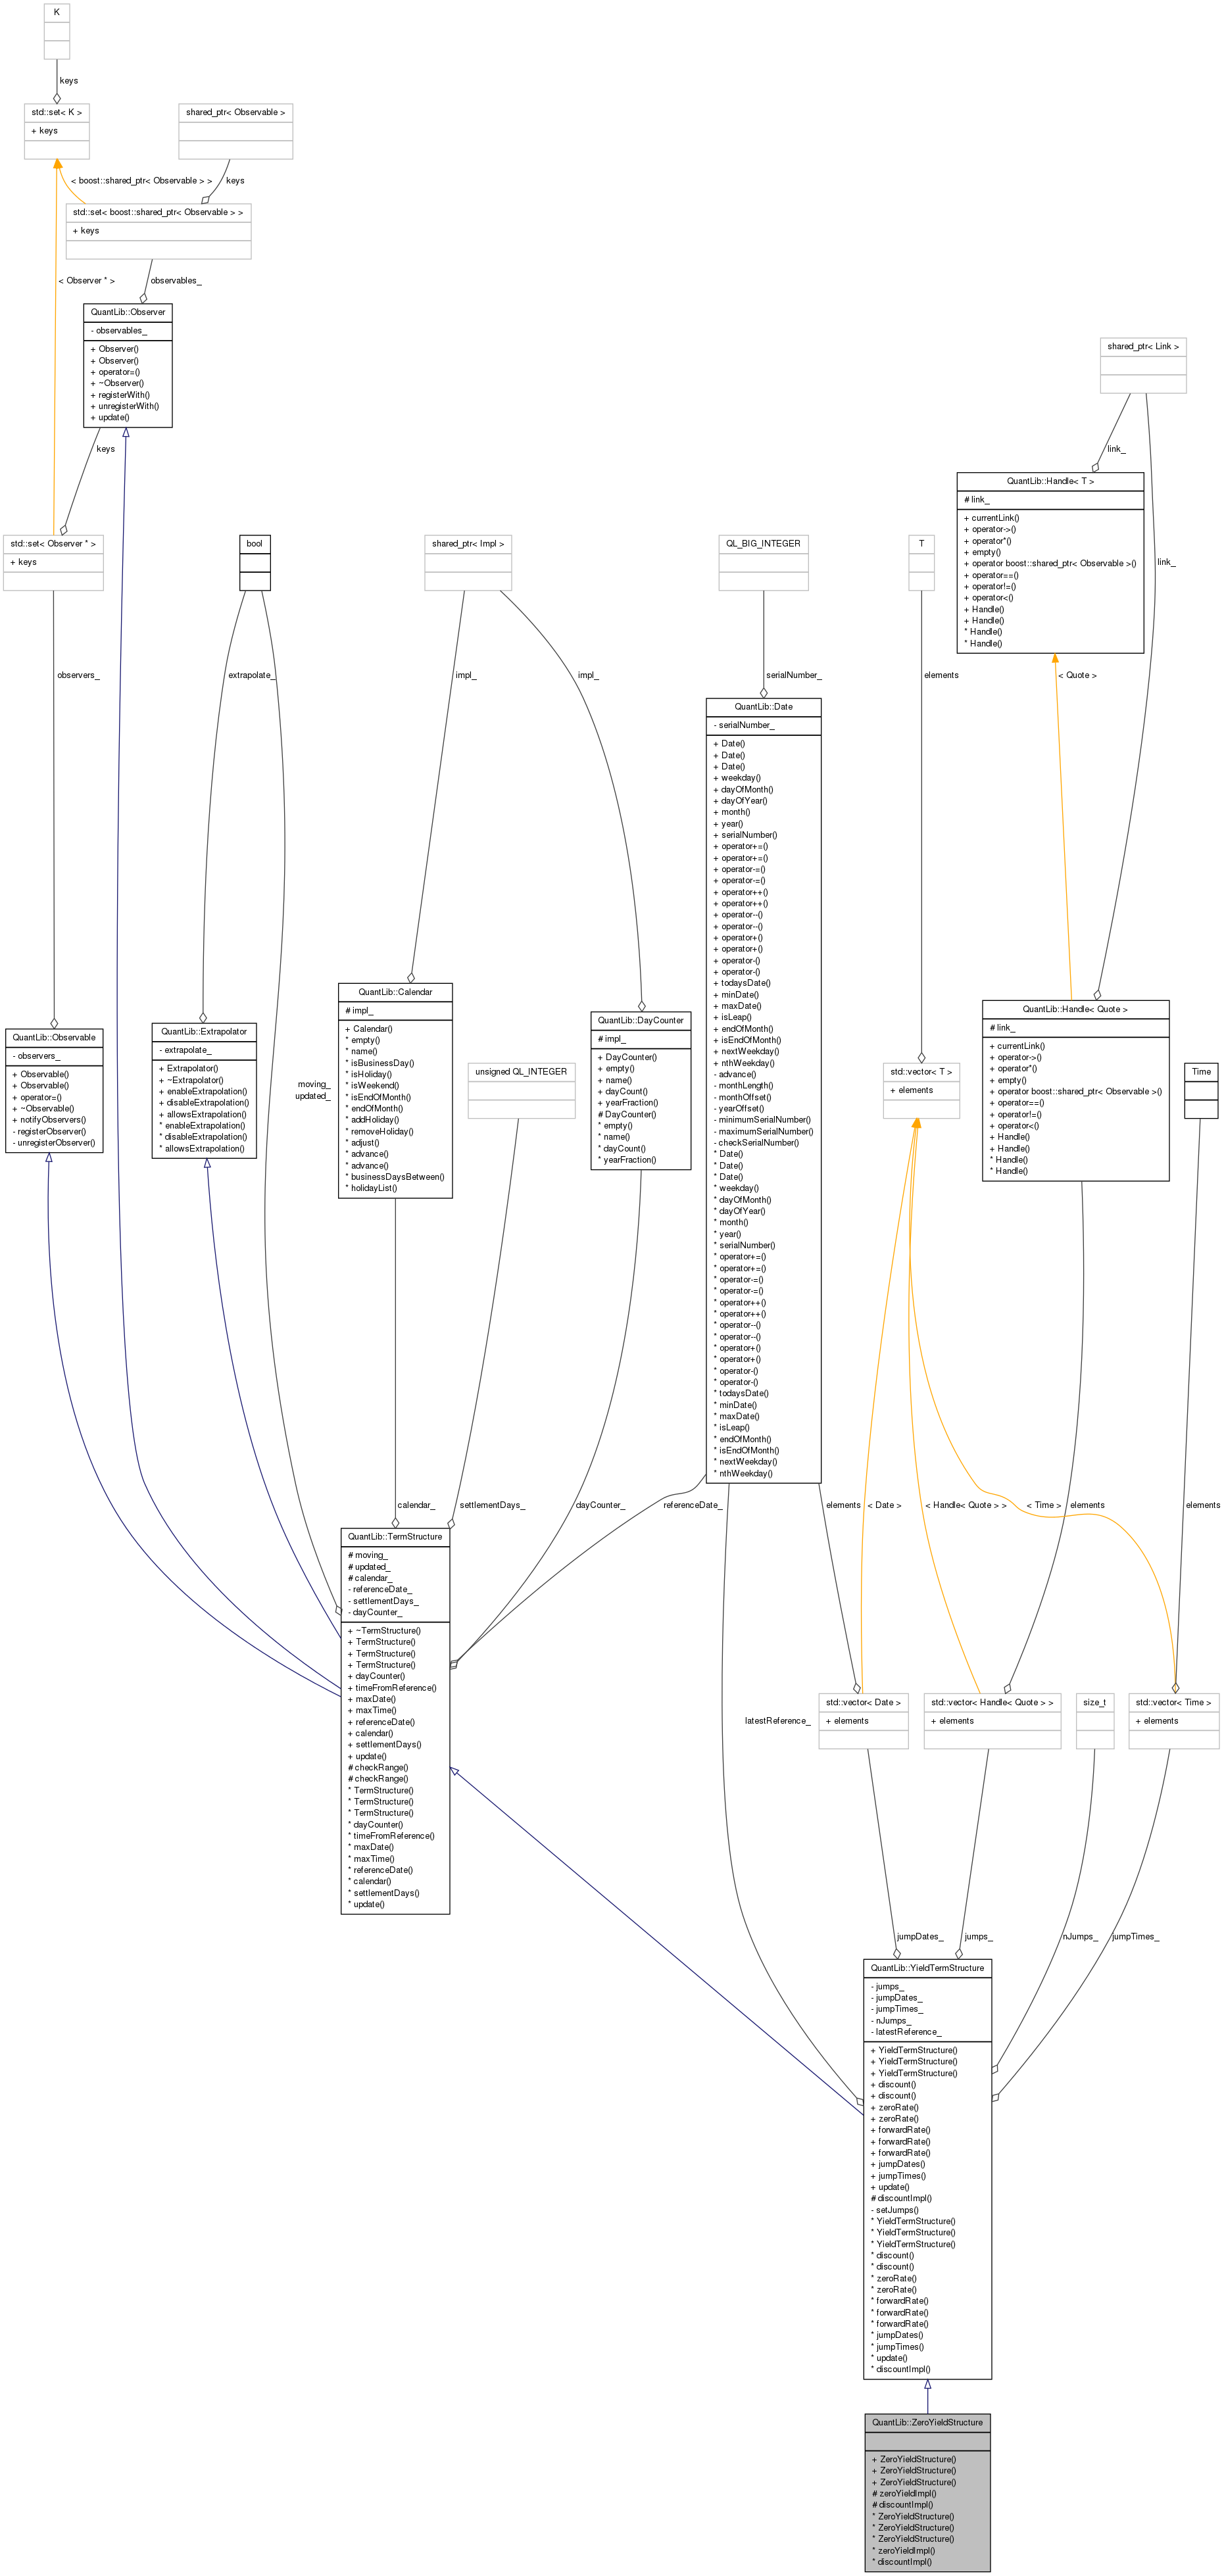 K
keys
std::set< K >
+ keys
shared_ptr< Observable >
< boost::shared_ptr< Observable > >
keys
std::set< boost::shared_ptr< Observable > >
+ keys
< Observer * >
observables_
QuantLib::Observer
- observables_
+ Observer()
+ Observer()
+ operator=()
+ ~Observer()
+ registerWith()
+ unregisterWith()
+ update()
keys
std::set< Observer * >
+ keys
observers_
bool
extrapolate_
shared_ptr< Impl >
impl_
impl_
QL_BIG_INTEGER
serialNumber_
T
elements
shared_ptr< Link >
link_
link_
QuantLib::Handle< T >
# link_
+ currentLink()
+ operator->()
+ operator*()
+ empty()
+ operator boost::shared_ptr< Observable >()
+ operator==()
+ operator!=()
+ operator<()
+ Handle()
+ Handle()
* Handle()
* Handle()
< Quote >
QuantLib::Date
- serialNumber_
+ Date()
+ Date()
+ Date()
+ weekday()
+ dayOfMonth()
+ dayOfYear()
+ month()
+ year()
+ serialNumber()
+ operator+=()
+ operator+=()
+ operator-=()
+ operator-=()
+ operator++()
+ operator++()
+ operator--()
+ operator--()
+ operator+()
+ operator+()
+ operator-()
+ operator-()
+ todaysDate()
+ minDate()
+ maxDate()
+ isLeap()
+ endOfMonth()
+ isEndOfMonth()
+ nextWeekday()
+ nthWeekday()
- advance()
- monthLength()
- monthOffset()
- yearOffset()
- minimumSerialNumber()
- maximumSerialNumber()
- checkSerialNumber()
* Date()
* Date()
* Date()
* weekday()
* dayOfMonth()
* dayOfYear()
* month()
* year()
* serialNumber()
* operator+=()
* operator+=()
* operator-=()
* operator-=()
* operator++()
* operator++()
* operator--()
* operator--()
* operator+()
* operator+()
* operator-()
* operator-()
* todaysDate()
* minDate()
* maxDate()
* isLeap()
* endOfMonth()
* isEndOfMonth()
* nextWeekday()
* nthWeekday()
QuantLib::Observable
- observers_
+ Observable()
+ Observable()
+ operator=()
+ ~Observable()
+ notifyObservers()
- registerObserver()
- unregisterObserver()
QuantLib::Extrapolator
- extrapolate_
+ Extrapolator()
+ ~Extrapolator()
+ enableExtrapolation()
+ disableExtrapolation()
+ allowsExtrapolation()
* enableExtrapolation()
* disableExtrapolation()
* allowsExtrapolation()
moving_
updated_
QuantLib::Calendar
# impl_
+ Calendar()
* empty()
* name()
* isBusinessDay()
* isHoliday()
* isWeekend()
* isEndOfMonth()
* endOfMonth()
* addHoliday()
* removeHoliday()
* adjust()
* advance()
* advance()
* businessDaysBetween()
* holidayList()
unsigned QL_INTEGER
QuantLib::DayCounter
# impl_
+ DayCounter()
+ empty()
+ name()
+ dayCount()
+ yearFraction()
# DayCounter()
* empty()
* name()
* dayCount()
* yearFraction()
std::vector< T >
+ elements
QuantLib::Handle< Quote >
# link_
+ currentLink()
+ operator->()
+ operator*()
+ empty()
+ operator boost::shared_ptr< Observable >()
+ operator==()
+ operator!=()
+ operator<()
+ Handle()
+ Handle()
* Handle()
* Handle()
Time
calendar_
settlementDays_
dayCounter_
referenceDate_
elements
< Date >
< Handle< Quote > >
< Time >
elements
elements
QuantLib::TermStructure
# moving_
# updated_
# calendar_
- referenceDate_
- settlementDays_
- dayCounter_
+ ~TermStructure()
+ TermStructure()
+ TermStructure()
+ TermStructure()
+ dayCounter()
+ timeFromReference()
+ maxDate()
+ maxTime()
+ referenceDate()
+ calendar()
+ settlementDays()
+ update()
# checkRange()
# checkRange()
* TermStructure()
* TermStructure()
* TermStructure()
* dayCounter()
* timeFromReference()
* maxDate()
* maxTime()
* referenceDate()
* calendar()
* settlementDays()
* update()
latestReference_
std::vector< Date >
+ elements
std::vector< Handle< Quote > >
+ elements
size_t
std::vector< Time >
+ elements
jumpDates_
jumps_
nJumps_
jumpTimes_
QuantLib::YieldTermStructure
- jumps_
- jumpDates_
- jumpTimes_
- nJumps_
- latestReference_
+ YieldTermStructure()
+ YieldTermStructure()
+ YieldTermStructure()
+ discount()
+ discount()
+ zeroRate()
+ zeroRate()
+ forwardRate()
+ forwardRate()
+ forwardRate()
+ jumpDates()
+ jumpTimes()
+ update()
# discountImpl()
- setJumps()
* YieldTermStructure()
* YieldTermStructure()
* YieldTermStructure()
* discount()
* discount()
* zeroRate()
* zeroRate()
* forwardRate()
* forwardRate()
* forwardRate()
* jumpDates()
* jumpTimes()
* update()
* discountImpl()
QuantLib::ZeroYieldStructure
+ ZeroYieldStructure()
+ ZeroYieldStructure()
+ ZeroYieldStructure()
# zeroYieldImpl()
# discountImpl()
* ZeroYieldStructure()
* ZeroYieldStructure()
* ZeroYieldStructure()
* zeroYieldImpl()
* discountImpl()